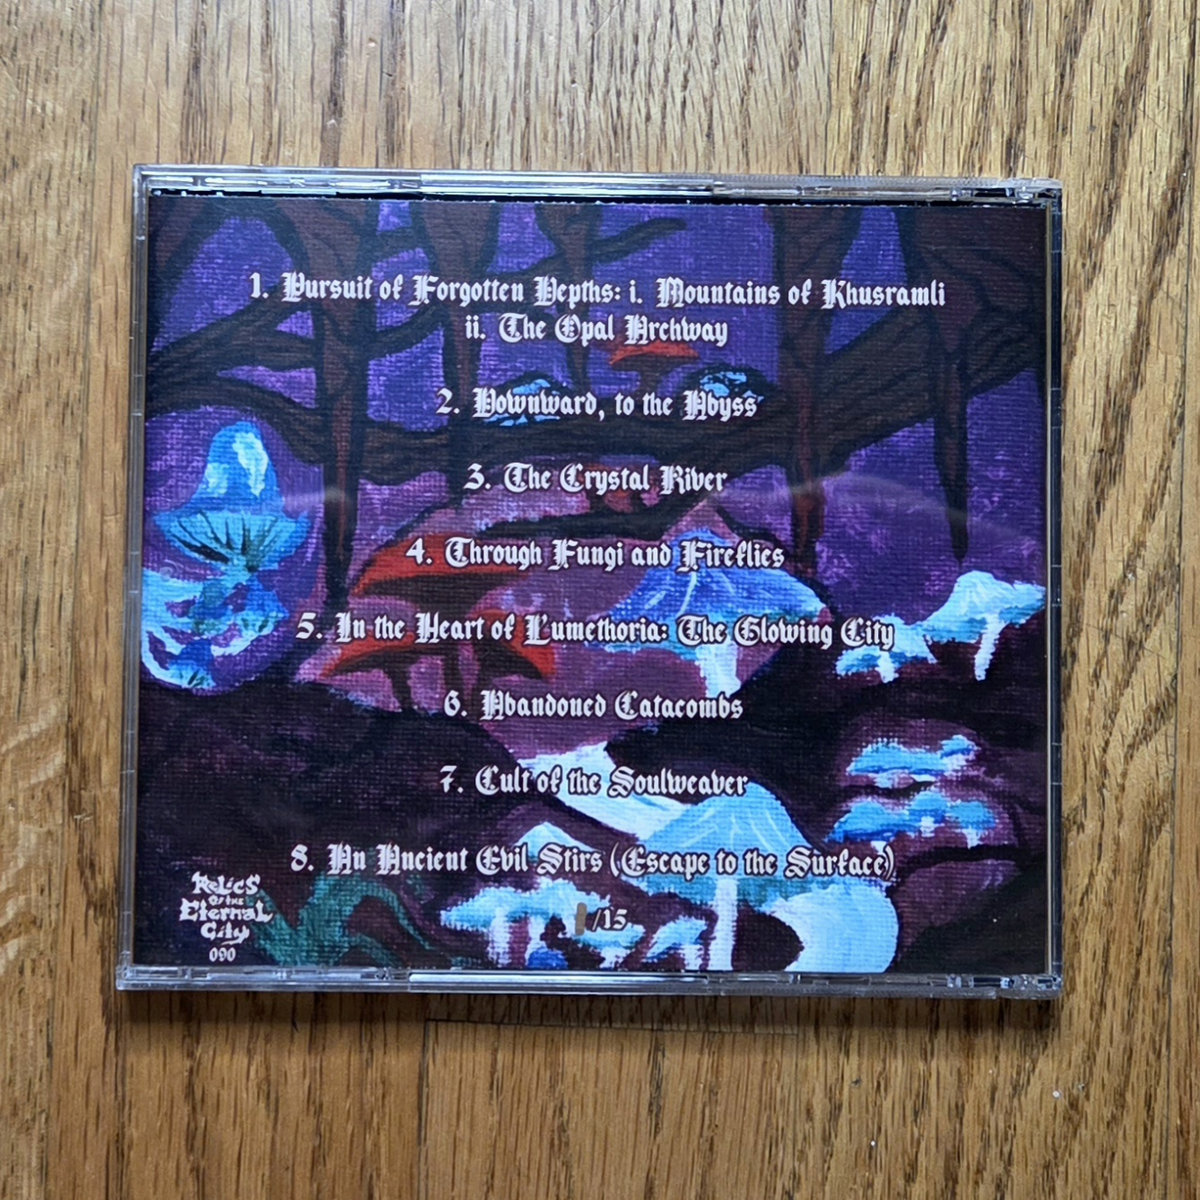 1. Pursuit of Forgotten Depths: i. Mountains of Khusramli
ii. The Opal Archway
2. Downward, to the Abyss
3. The Crystal River
4. Through Fungi and Fireflies
5. In the Heart of Lumethoria: The Glowing City
6. Abandoned Catacombs
7. Cult of the Soulweaver
8. An Ancient Evil Stirs (Escape to the Surface)
Relics
Of the
Eternal
City
090
/15